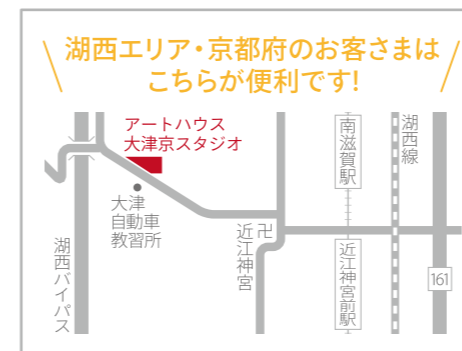 湖西エリア・京都府のお客さまは
こちらが便利です!
アートハウス
大津京スタジオ
大津
自動車
教習所
湖西バイパス
近江神宮
卍
南滋賀駅
近江神宮前駅
湖西線
161